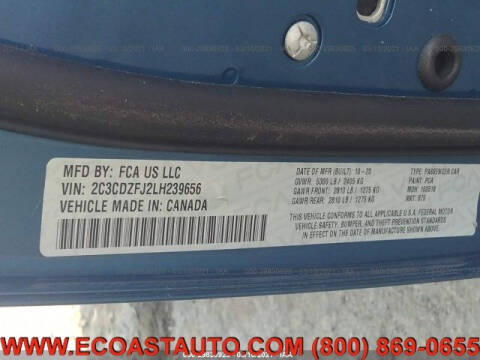 MFD BY: FCA US LLC
VIN: 2C3CDZFJ2LH239656
VEHICLE MADE IN: CANADA
DATE OF MFR (BUILT): 10-20
GVWR: 5300 LB / 2405 KG
GAWR FRONT: 2810 LB / 1275 KG
GAWR REAR: 2810 LB / 1275 KG
TYPE: PASSENGER CAR
PAINT: PCA
THIS VEHICLE CONFORMS TO ALL APPLICABLE U.S.A. FEDERAL MOTOR
VEHICLE SAFETY, BUMPER, AND THEFT PREVENTION STANDARDS
IN EFFECT ON THE DATE OF MANUFACTURE SHOWN ABOVE.
WWW.ECOASTAUTO.COM (800) 869-0655